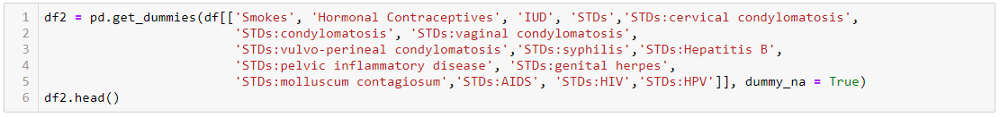 1 df2 = pd.get_dummies(df[['Smokes', 'Hormonal Contraceptives', 'IUD', 'STDs','STDs:cervical condylomatosis',
2 'STDs:condylomatosis', 'STDs:vaginal condylomatosis',
3 'STDs:vulvo-perineal condylomatosis','STDs:syphilis','STDs:Hepatitis B',
4 'STDs:pelvic inflammatory disease', 'STDs:genital herpes',
5 'STDs:molluscum contagiosum','STDs:AIDS', 'STDs:HIV','STDs:HPV']], dummy_na = True)
6 df2.head()